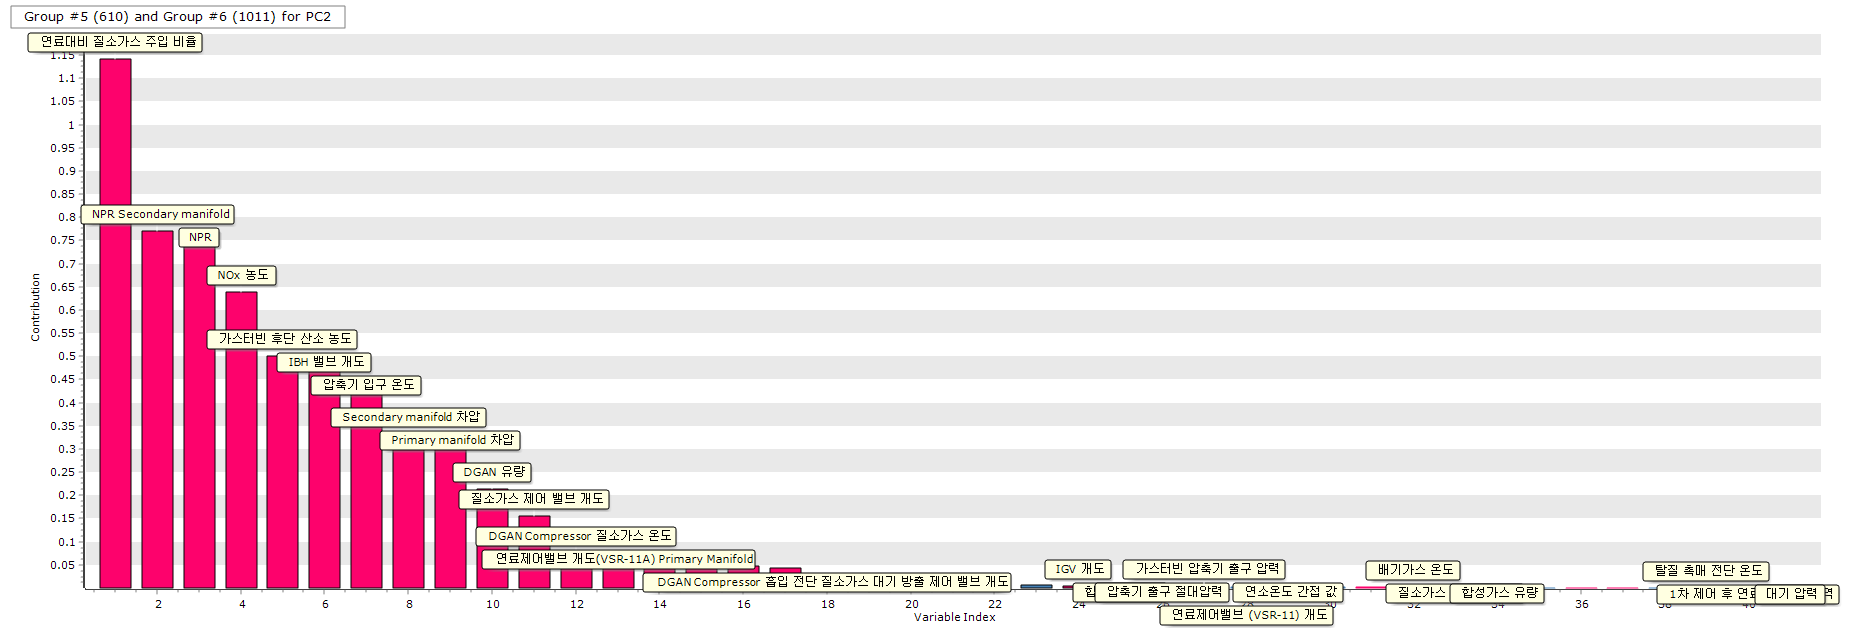 Group #5 (610) and Group #6 (1011) for PC2
연료대비 질소가스 주입 비율
1.15
1.1
1.05
1
0.95
0.9
0.85
0.8
0.75
0.7
0.65
0.6
0.55
0.5
0.45
0.4
0.35
0.3
0.25
0.2
0.15
0.1
0.05
Contribution
NPR Secondary manifold
NPR
NOx 농도
가스터빈 후단 산소 농도
IBH 밸브 개도
압축기 입구 온도
Secondary manifold 차압
Primary manifold 차압
DGAN 유량
질소가스 제어 밸브 개도
DGAN Compressor 질소가스 온도
연료제어밸브 개도(VSR-11A) Primary Manifold
DGAN Compressor 흡입 전단 질소가스 대기 방출 제어 밸브 개도
IGV 개도
가스터빈 압축기 출구 압력
배기가스 온도
탈질 촉매 전단 온도
압축기 출구 절대압력
연소온도 간접 값
질소가스
합성가스 유량
1차 제어 후
대기 압력
연료제어밸브 (VSR-11) 개도
2 4 6 8 10 12 14 16 18 20 22 24 32 36
Variable Index